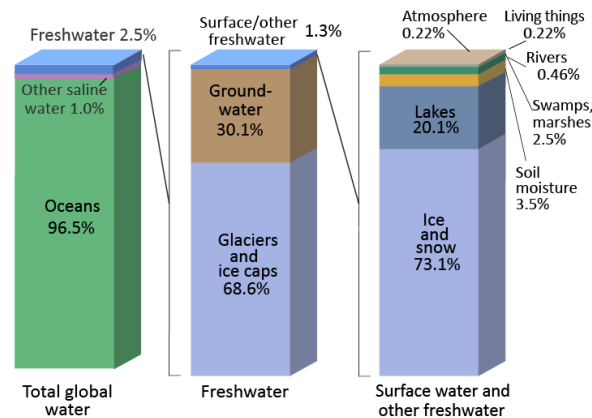 Freshwater 2.5%
Other saline
water 1.0%
Oceans
96.5%
Total global
water
Surface/other
freshwater
1.3%
Ground-
water
30.1%
Glaciers and
ice caps
68.6%
Freshwater
Atmosphere
0.22%
Living things
0.22%
Rivers
0.46%
Swamps,
marshes
2.5%
Soil
moisture
3.5%
Lakes
20.1%
Ice
and
snow
73.1%
Surface water and
other freshwater